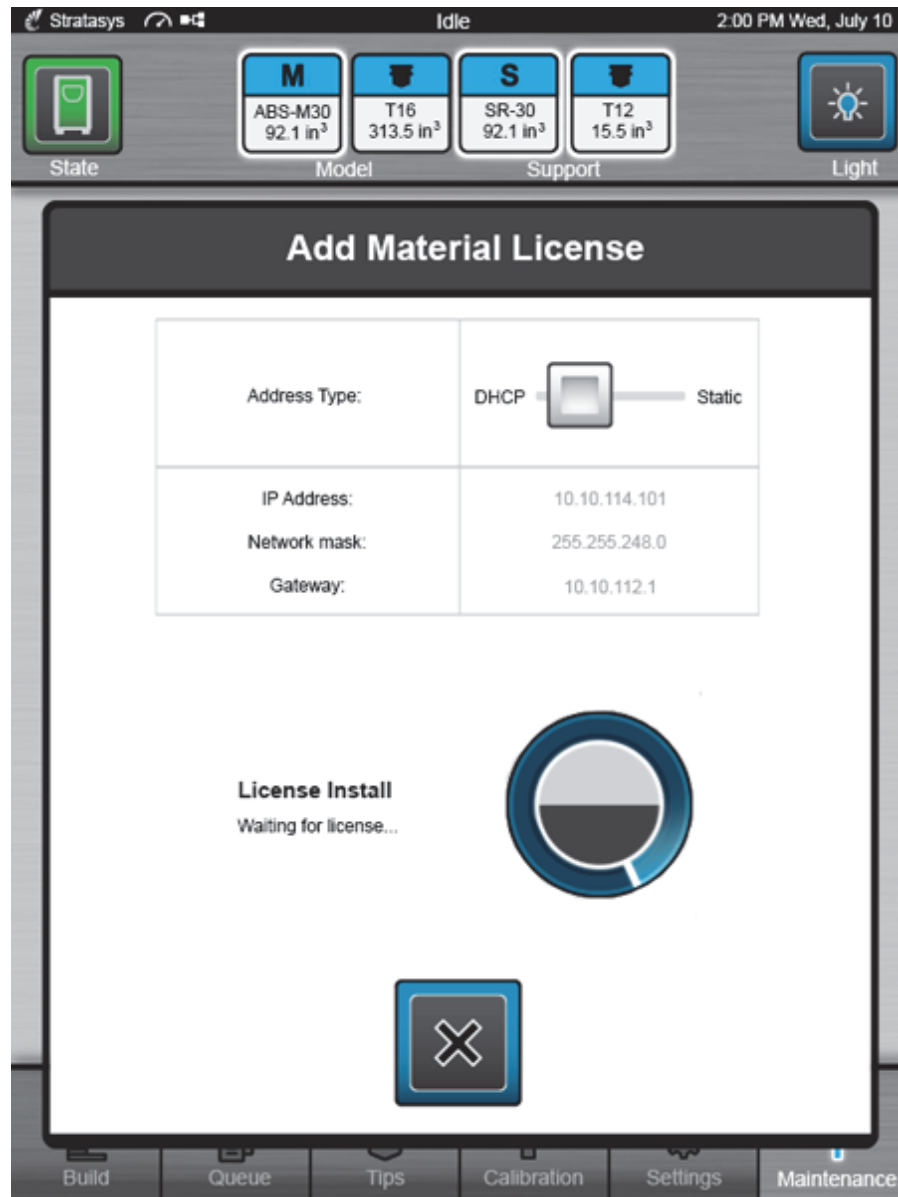 Stratasys Idle 2:00 PM Wed, July 10
M S
ABS-M30 T16 SR-30 T12
92.1 in³ 313.5 in³ 92.1 in³ 15.5 in³
State Model Support Light
Add Material License
Address Type: DHCP Static
IP Address: 10.10.114.101
Network mask: 255.255.248.0
Gateway: 10.10.112.1
License Install
Waiting for license...
Build Queue Tips Calibration Settings Maintenance